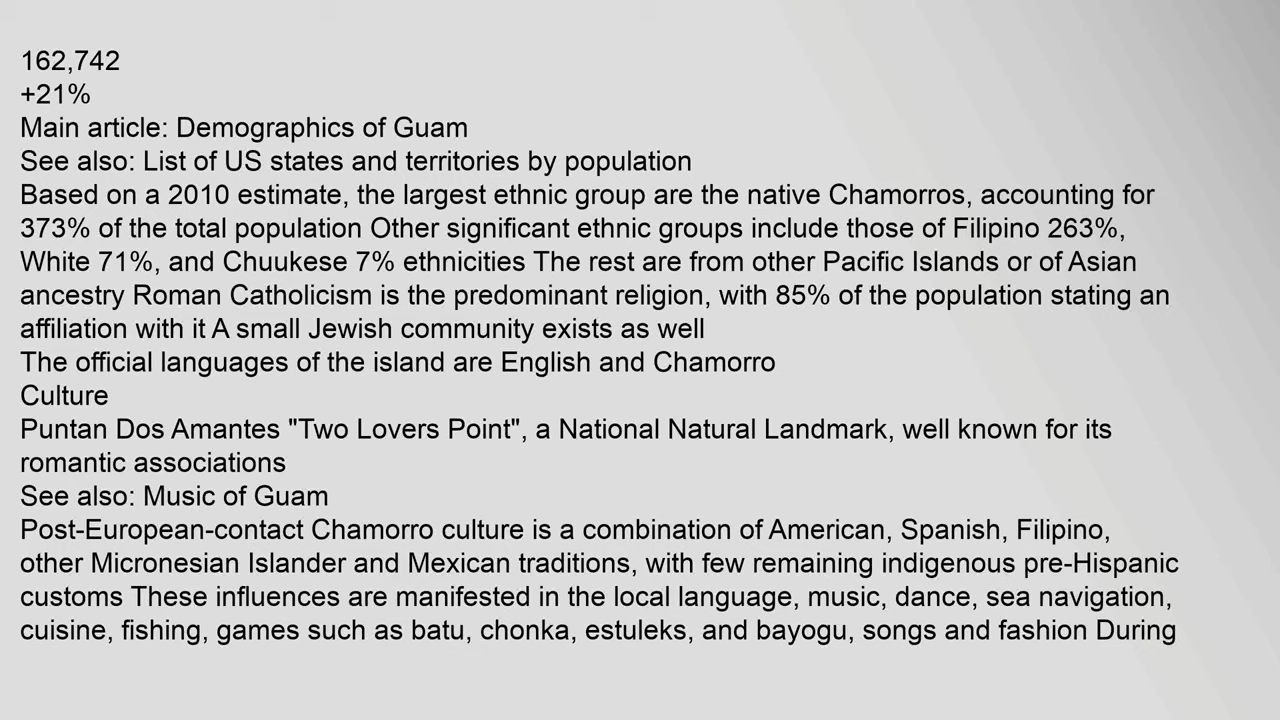 162,742
+21%
Main article: Demographics of Guam
See also: List of US states and territories by population
Based on a 2010 estimate, the largest ethnic group are the native Chamorros, accounting for
373% of the total population Other significant ethnic groups include those of Filipino 263%,
White 71%, and Chuukese 7% ethnicities The rest are from other Pacific Islands or of Asian
ancestry Roman Catholicism is the predominant religion, with 85% of the population stating an
affiliation with it A small Jewish community exists as well
The official languages of the island are English and Chamorro
Culture
Puntan Dos Amantes "Two Lovers Point", a National Natural Landmark, well known for its
romantic associations
See also: Music of Guam
Post-European-contact Chamorro culture is a combination of American, Spanish, Filipino,
other Micronesian Islander and Mexican traditions, with few remaining indigenous pre-Hispanic
customs These influences are manifested in the local language, music, dance, sea navigation,
cuisine, fishing, games such as batu, chonka, estuleks, and bayogu, songs and fashion During